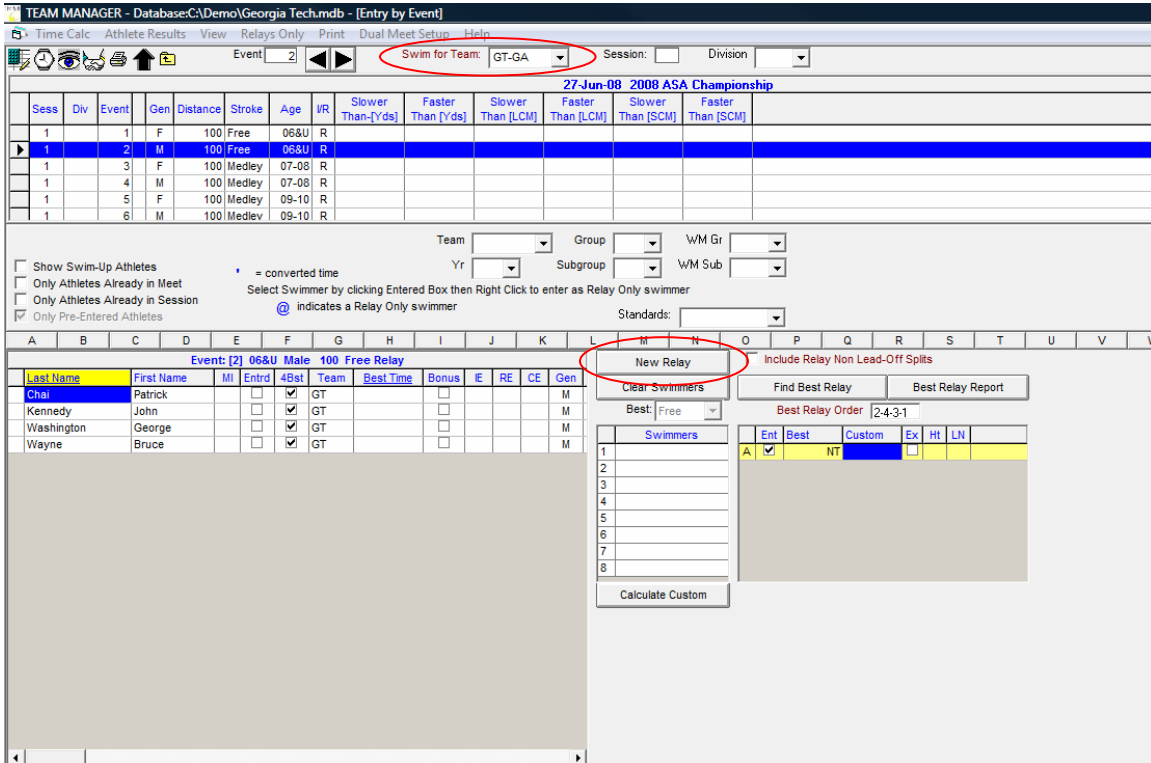 TEAM MANAGER - Database:C:\Demo\Georgia Tech.mdb - [Entry by Event]
Time Calc Athlete Results View Relays Only Print Dual Meet Setup Help
Event 2 Swim for Team: GT-GA Session: Division
27-Jun-08 2008 ASA Championship
Sess Div Event Gen Distance Stroke Age I/R Slower Than-[Yds] Faster Than [Yds] Slower Than [LCM] Faster Than [LCM] Slower Than [SCM] Faster Than [SCM]
1 1 F 100 Free 06&U R
1 2 M 100 Free 06&U R
1 3 F 100 Medley 07-08 R
1 4 M 100 Medley 07-08 R
1 5 F 100 Medley 09-10 R
1 6 M 100 Medley 09-10 R
Team Group WM Gr
Show Swim-Up Athletes ' = converted time Yr Subgroup WM Sub
Only Athletes Already in Meet
Select Swimmer by clicking Entered Box then Right Click to enter as Relay Only swimmer
Only Athletes Already in Session
@ indicates a Relay Only swimmer
Only Pre-Entered Athletes Standards:
A B C D E F G H I J K L M N O P Q R S T U V
Event: [2] 06&U Male 100 Free Relay New Relay Include Relay Non Lead-Off Splits
Last Name First Name MI Entrd 4Bst Team Best Time Bonus IE RE CE Gen
Chai Patrick GT M
Kennedy John GT M
Washington George GT M
Wayne Bruce GT M
Clear Swimmers Find Best Relay Best Relay Report
Best: Free Best Relay Order 2-4-3-1
Swimmers Ent Best Custom Ex Ht LN
1 A NT
2
3
4
5
6
7
8
Calculate Custom